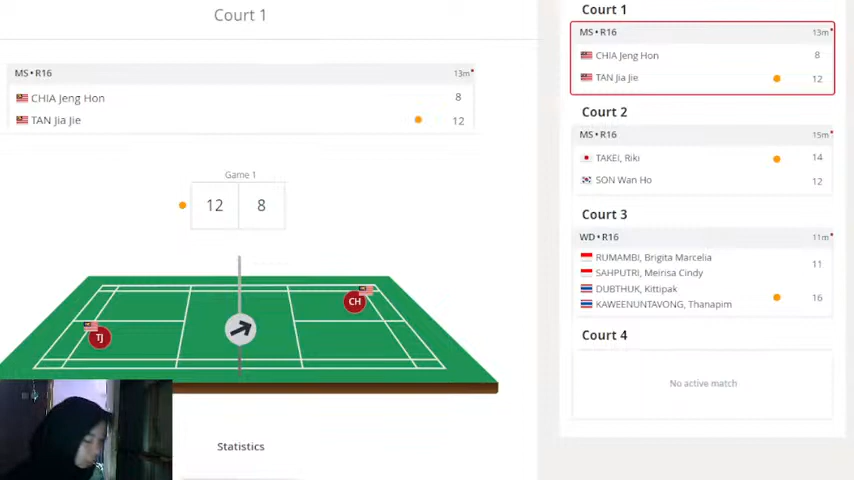 Court 1
MS • R16 13m
CHIA Jeng Hon 8
TAN Jia Jie 12
Game 1
12 8
CH
TJ
Statistics
Court 1
MS • R16 13m
CHIA Jeng Hon 8
TAN Jia Jie 12
Court 2
MS • R16 15m
TAKEI, Riki 14
SON Wan Ho 12
Court 3
WD • R16 11m
RUMAMBI, Brigita Marcelia 11
SAHPUTRI, Meirisa Cindy
DUBTHUK, Kittipak 16
KAWEENUNTAVONG, Thanapim
Court 4
No active match